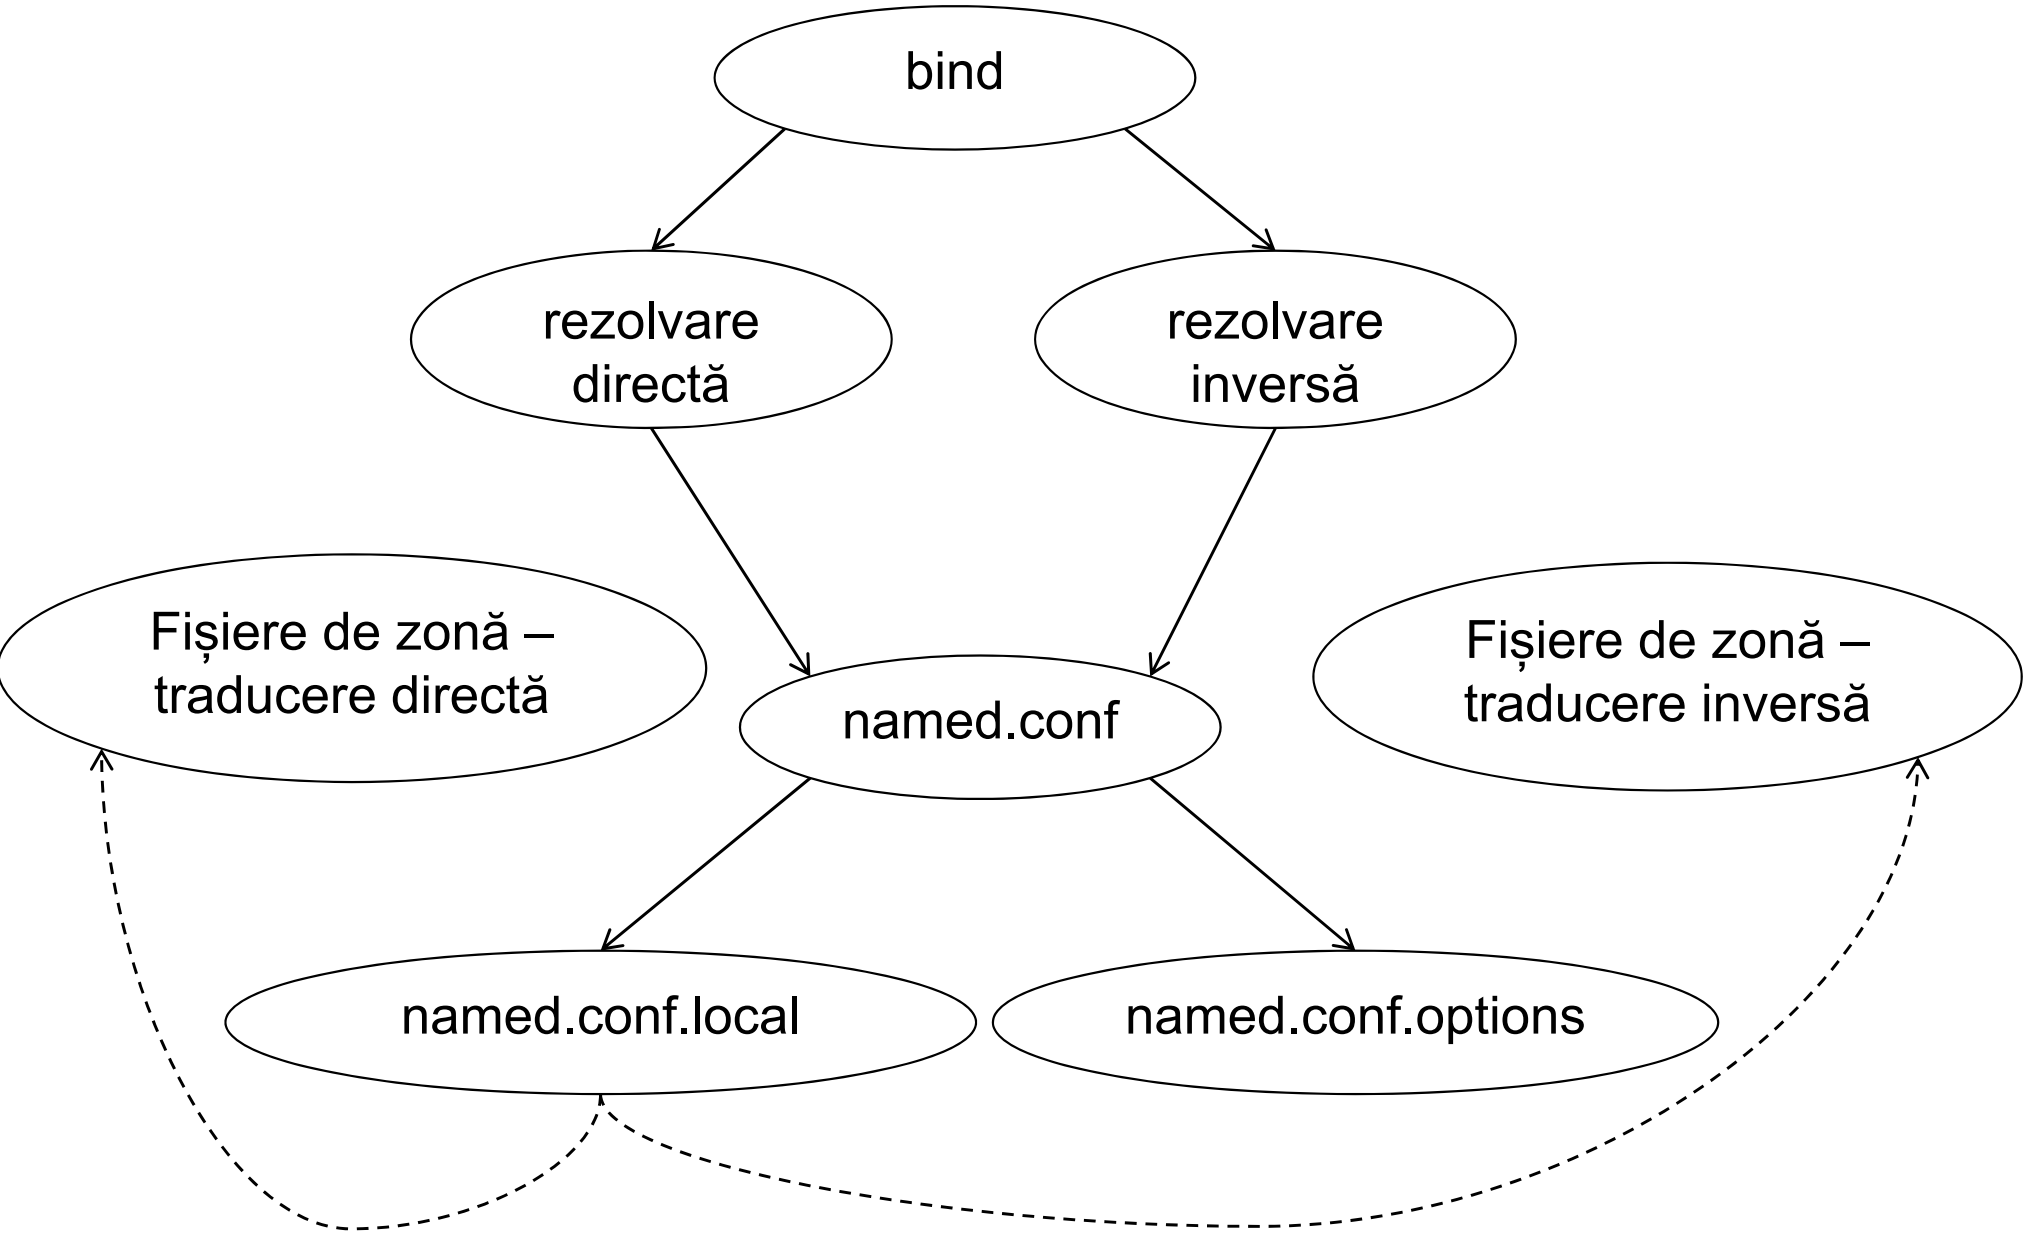 bind
rezolvare
directă
rezolvare
inversă
Fișiere de zonă –
traducere directă
named.conf
Fișiere de zonă –
traducere inversă
named.conf.local
named.conf.options